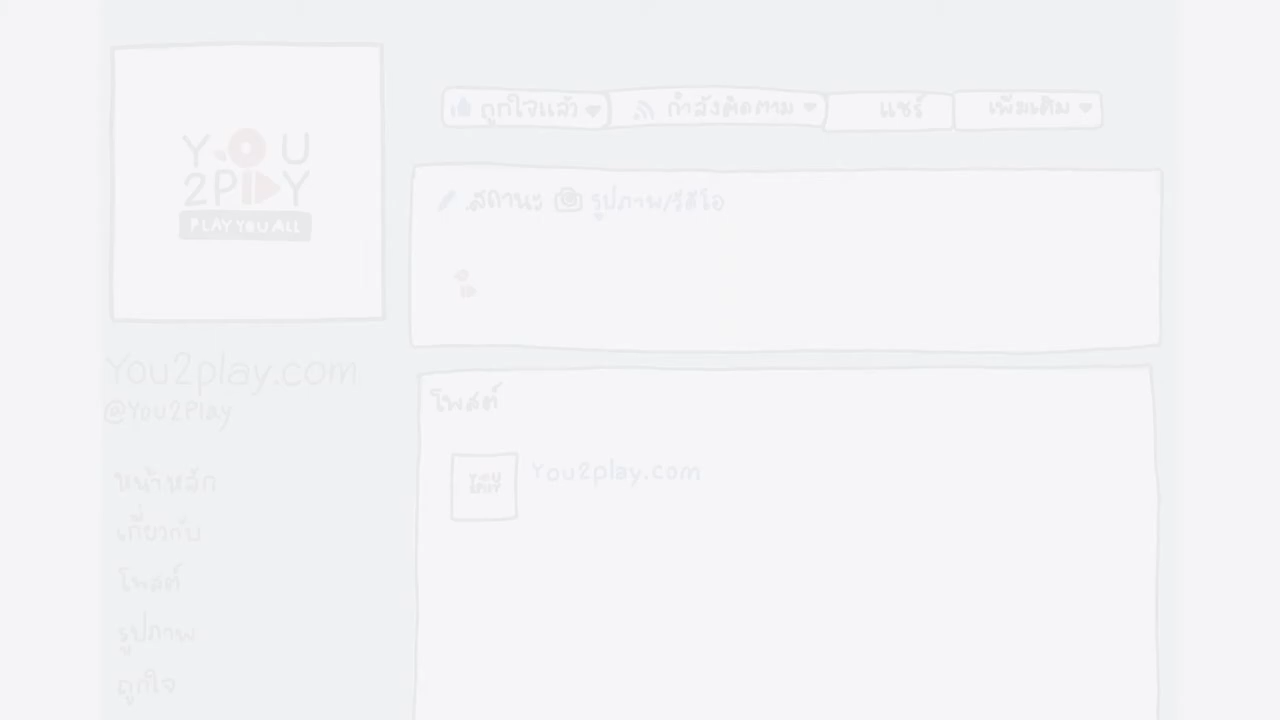 YOU
2PLAY
PLAY YOU ALL
You2play.com
@You2Play
หน้าหลัก
เกี่ยวกับ
โพสต์
รูปภาพ
ถูกใจ
ถูกใจแล้ว กำลังติดตาม แชร์ เพิ่มเติม
สถานะ รูปภาพ/วีดีโอ
โพสต์
YOU
2PLAY
You2play.com